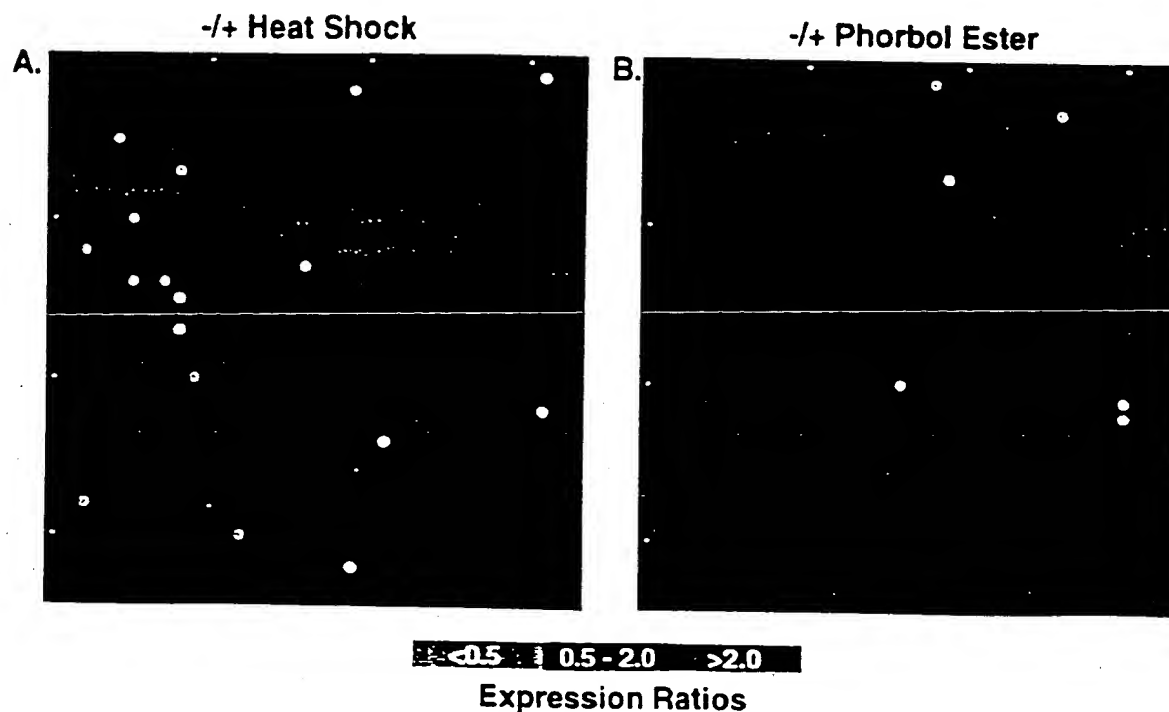 -/+ Heat Shock
-/+ Phorbol Ester
A.
B.
<0.5 0.5 - 2.0 >2.0
Expression Ratios